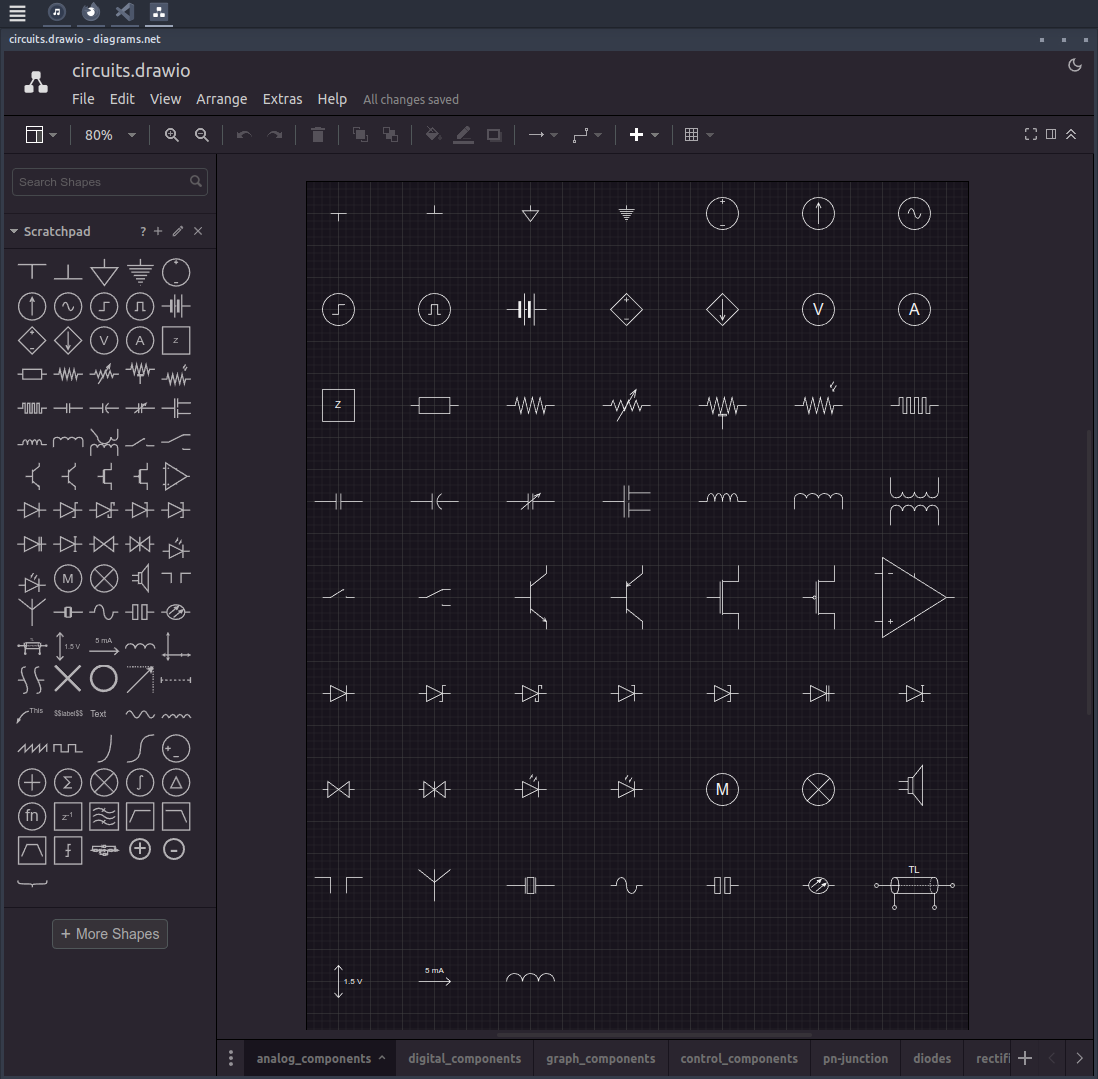 circuits.drawio - diagrams.net
circuits.drawio
File Edit View Arrange Extras Help All changes saved
80%
Search Shapes
Scratchpad ?
V A Z
M
1.5 V 5 mA
This $$label$$ Text
Σ ∫
fn z⁻¹
More Shapes
V A
Z
M
TL
1.5 V 5 mA
analog_components digital_components graph_components control_components pn-junction diodes rectifi